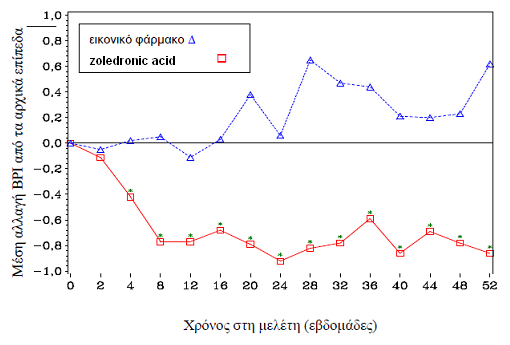 1.0
0.8
0.6
0.4
0.2
0.0
−0.2
−0.4
−0.6
−0.8
−1.0
Μέση αλλαγή BPI από τα αρχικά επίπεδα
εικονικό φάρμακο Δ
zoledronic acid
* * * * * * * * * * * * *
0 2 4 8 12 16 20 24 28 32 36 40 44 48 52
Χρόνος στη μελέτη (εβδομάδες)